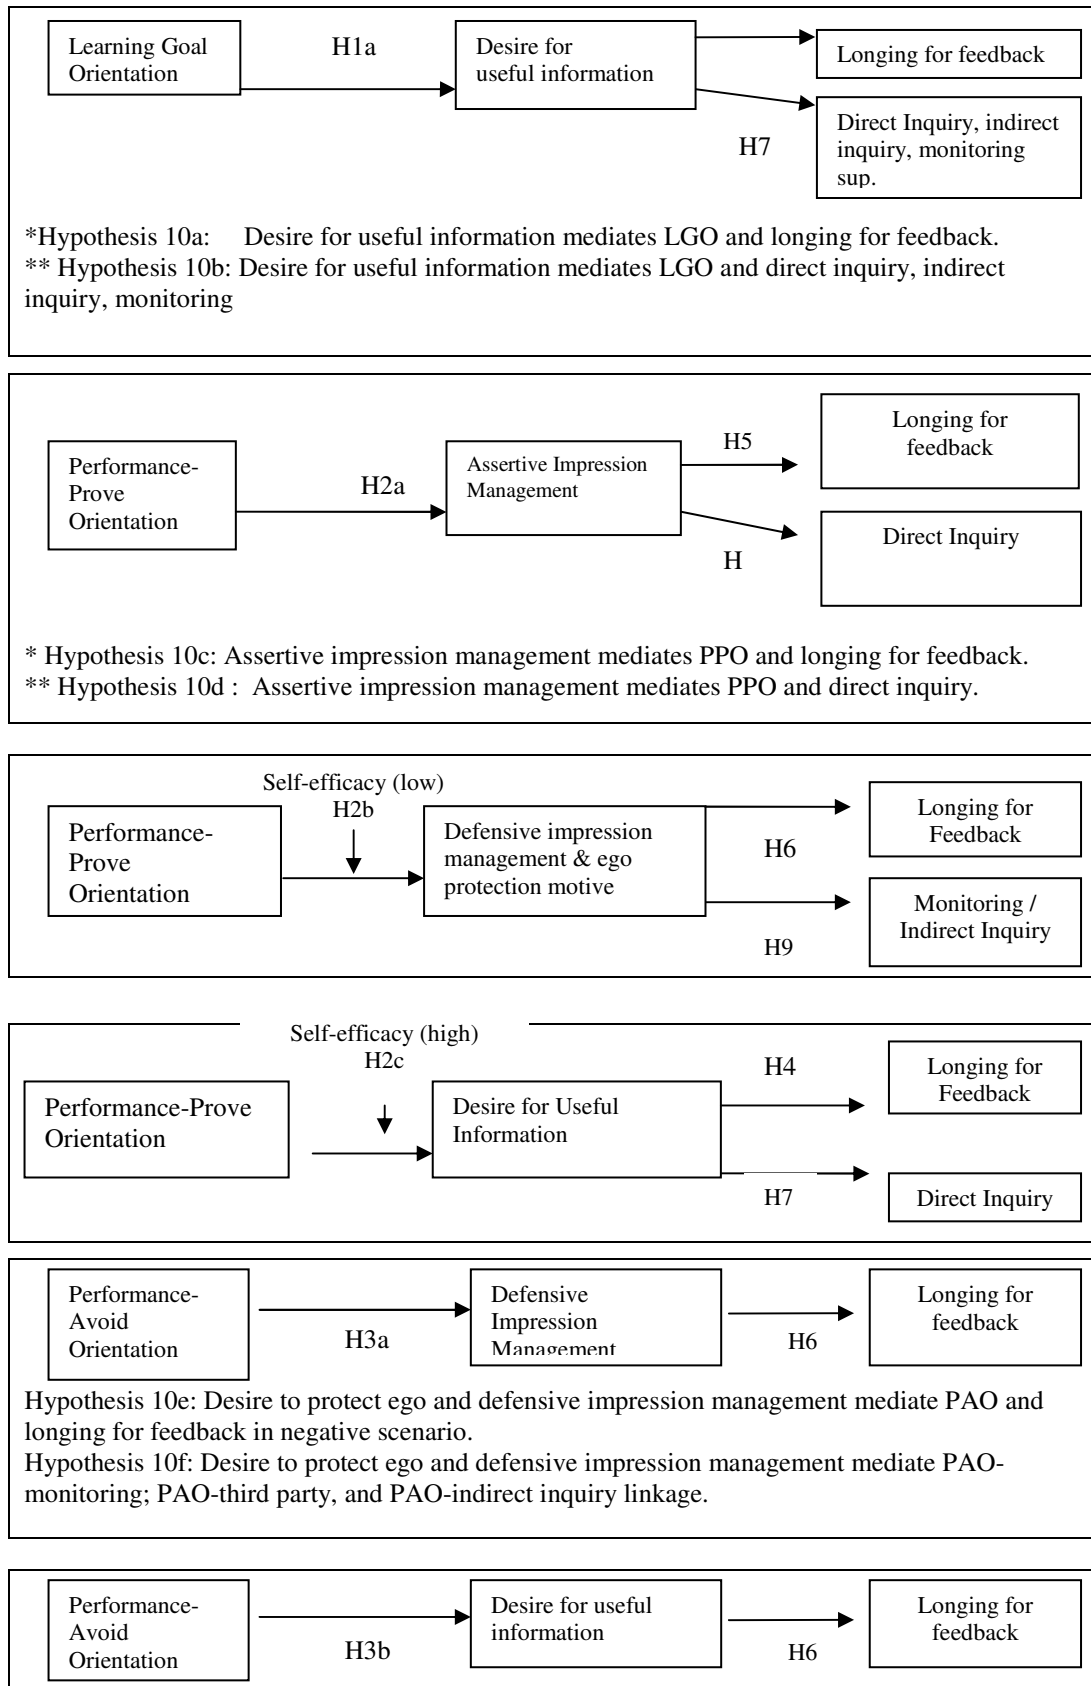 Learning Goal
Orientation
H1a
Desire for
useful information
Longing for feedback
H7
Direct Inquiry, indirect
inquiry, monitoring
sup.
*Hypothesis 10a: Desire for useful information mediates LGO and longing for feedback.
** Hypothesis 10b: Desire for useful information mediates LGO and direct inquiry, indirect
inquiry, monitoring
Performance-
Prove
Orientation
H2a
Assertive Impression
Management
H5
Longing for
feedback
H
Direct Inquiry
* Hypothesis 10c: Assertive impression management mediates PPO and longing for feedback.
** Hypothesis 10d : Assertive impression management mediates PPO and direct inquiry.
Self-efficacy (low)
H2b
Performance-
Prove
Orientation
Defensive impression
management & ego
protection motive
H6
Longing for
Feedback
H9
Monitoring /
Indirect Inquiry
Self-efficacy (high)
H2c
Performance-Prove
Orientation
Desire for Useful
Information
H4
Longing for
Feedback
H7
Direct Inquiry
Performance-
Avoid
Orientation
H3a
Defensive
Impression
Management
H6
Longing for
feedback
Hypothesis 10e: Desire to protect ego and defensive impression management mediate PAO and
longing for feedback in negative scenario.
Hypothesis 10f: Desire to protect ego and defensive impression management mediate PAO-
monitoring; PAO-third party, and PAO-indirect inquiry linkage.
Performance-
Avoid
Orientation
H3b
Desire for useful
information
H6
Longing for
feedback